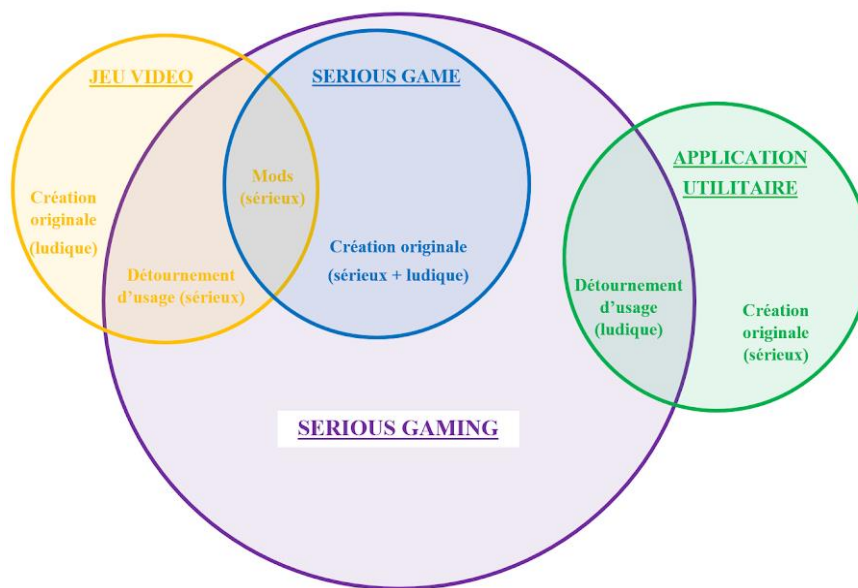 JEU VIDEO
SERIOUS GAME
APPLICATION
UTILITAIRE
Mods
(sérieux)
Création
originale
(ludique)
Création originale
(sérieux + ludique)
Détournement
d’usage (sérieux)
Détournement
d’usage
(ludique)
Création
originale
(sérieux)
SERIOUS GAMING